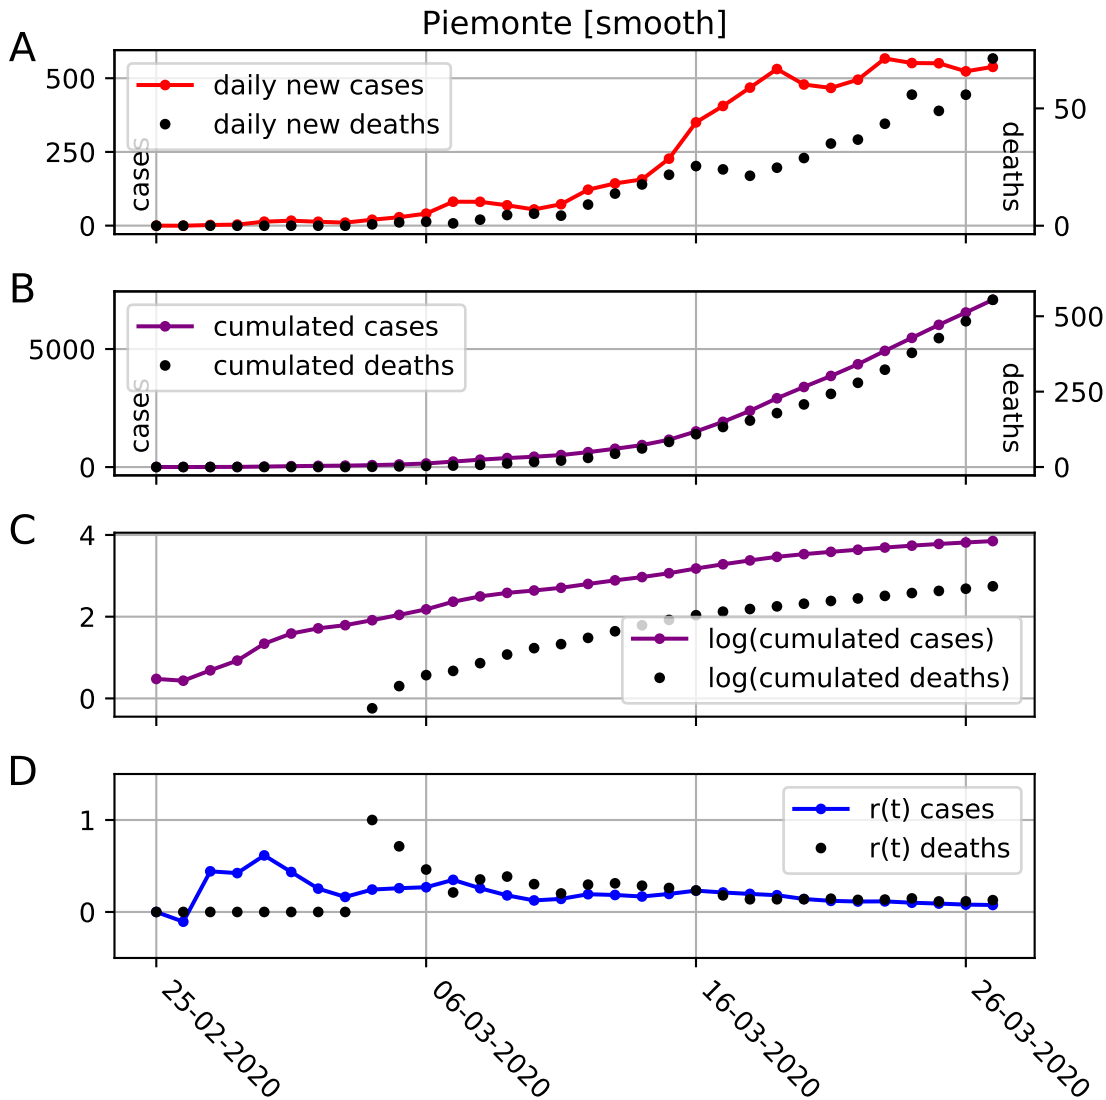 Piemonte [smooth]
A
daily new cases
daily new deaths
500
250
0
cases
50
0
deaths
B
cumulated cases
cumulated deaths
5000
0
cases
500
250
0
deaths
C
4
2
0
log(cumulated cases)
log(cumulated deaths)
D
1
0
r(t) cases
r(t) deaths
25-02-2020
06-03-2020
16-03-2020
26-03-2020